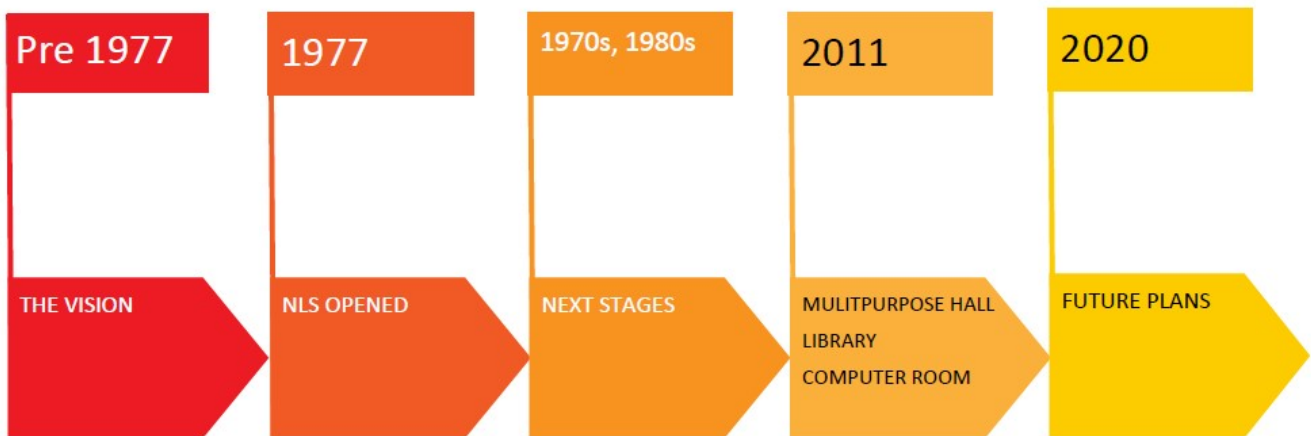 Pre 1977
1977
1970s, 1980s
2011
2020
THE VISION
NLS OPENED
NEXT STAGES
MULITPURPOSE HALL
LIBRARY
COMPUTER ROOM
FUTURE PLANS